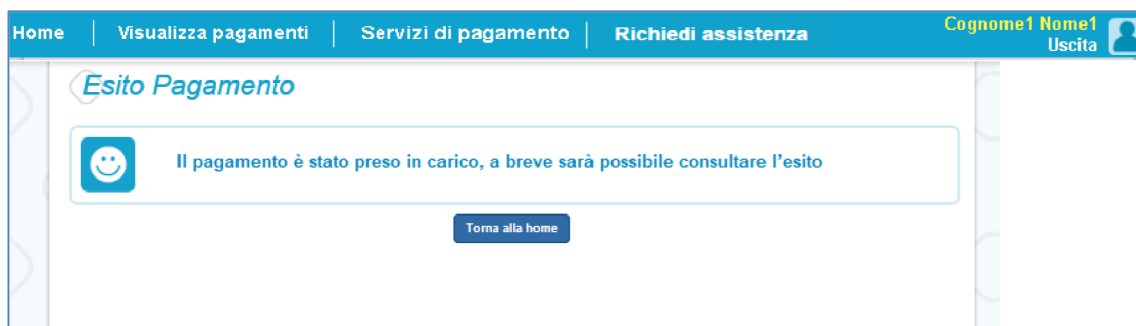 Home Visualizza pagamenti Servizi di pagamento Richiedi assistenza Cognome1 Nome1
Uscita
Esito Pagamento
Il pagamento è stato preso in carico, a breve sarà possibile consultare l'esito
Torna alla home